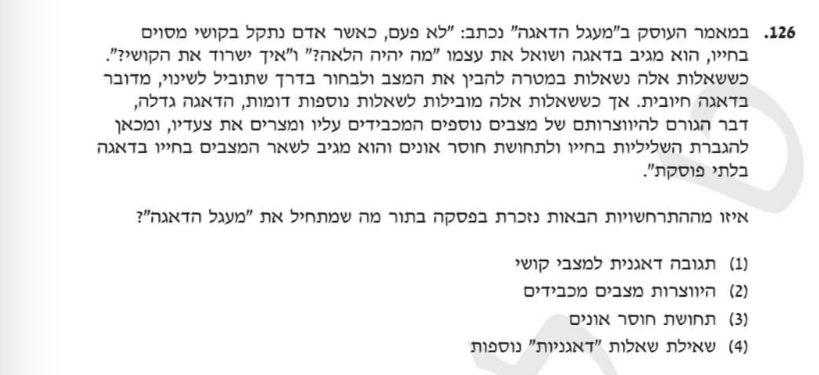 126. במאמר העוסק ב"מעגל הדאגה" נכתב: "לא פעם, כאשר אדם נתקל בקושי מסוים
בחייו, הוא מגיב בדאגה ושואל את עצמו "מה יהיה הלאה?" ו"איך ישרוד את הקושי?".
כששאלות אלה נשאלות במטרה להבין את המצב ולבחור בדרך שתוביל לשינוי, מדובר
בדאגה חיובית. אך כששאלות אלה מובילות לשאלות נוספות דומות, הדאגה גדלה,
דבר הגורם להיווצרותם של מצבים נוספים המכבידים עליו ומצרים את צעדיו, ומכאן
להגברת השליליות בחייו ולתחושת חוסר אונים והוא מגיב לשאר המצבים בחייו בדאגה
בלתי פוסקת".
איזו מההתרחשויות הבאות נזכרת בפסקה בתור מה שמתחיל את "מעגל הדאגה"?
(1) תגובה דאגנית למצבי קושי
(2) היווצרות מצבים מכבידים
(3) תחושת חוסר אונים
(4) שאילת שאלות "דאגניות" נוספות